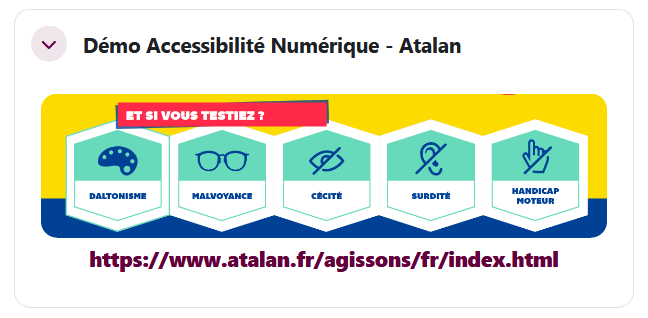 Démo Accessibilité Numérique - Atalan
ET SI VOUS TESTIEZ ?
DALTONISME
MALVOYANCE
CÉCITÉ
SURDITÉ
HANDICAP
MOTEUR
https://www.atalan.fr/agissons/fr/index.html